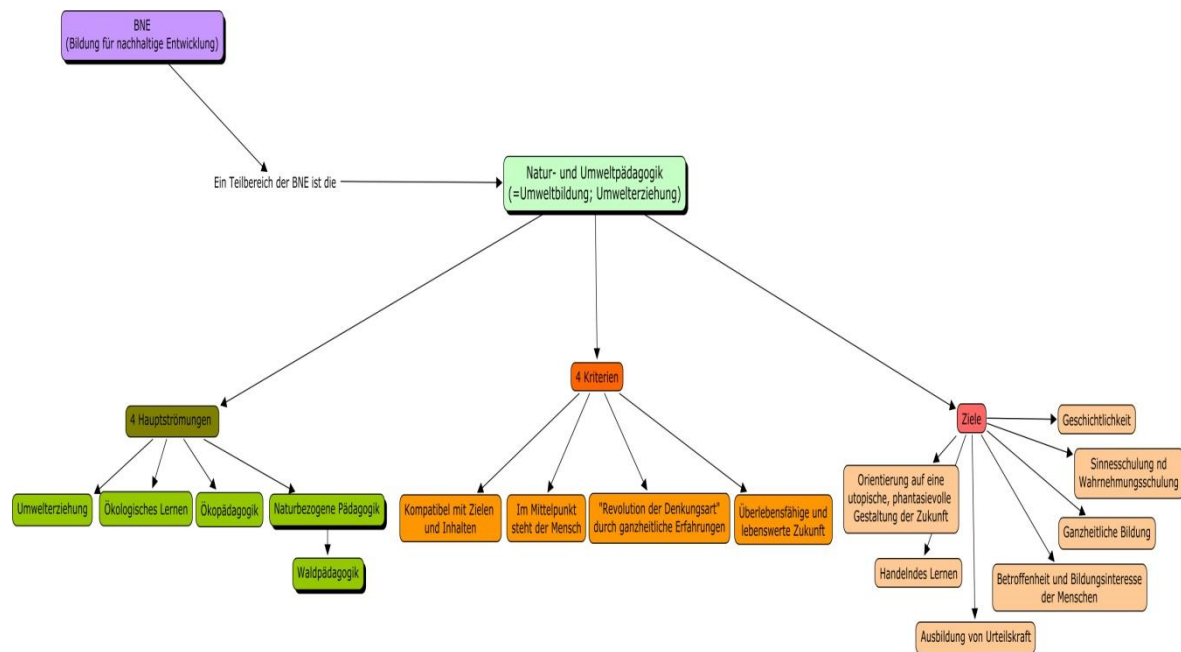 BNE
(Bildung für nachhaltige Entwicklung)
Ein Teilbereich der BNE ist die
Natur- und Umweltpädagogik
(=Umweltbildung; Umwelterziehung)
4 Hauptströmungen
Umwelterziehung
Ökologisches Lernen
Ökopädagogik
Naturbezogene Pädagogik
Waldpädagogik
4 Kriterien
Kompatibel mit Zielen
und Inhalten
Im Mittelpunkt
steht der Mensch
"Revolution der Denkungsart"
durch ganzheitliche Erfahrungen
Überlebensfähige und
lebenswerte Zukunft
Ziele
Geschichtlichkeit
Sinnesschulung nd
Wahrnehmungsschulung
Orientierung auf eine
utopische, phantasievolle
Gestaltung der Zukunft
Ganzheitliche Bildung
Handelndes Lernen
Betroffenheit und Bildungsinteresse
der Menschen
Ausbildung von Urteilskraft